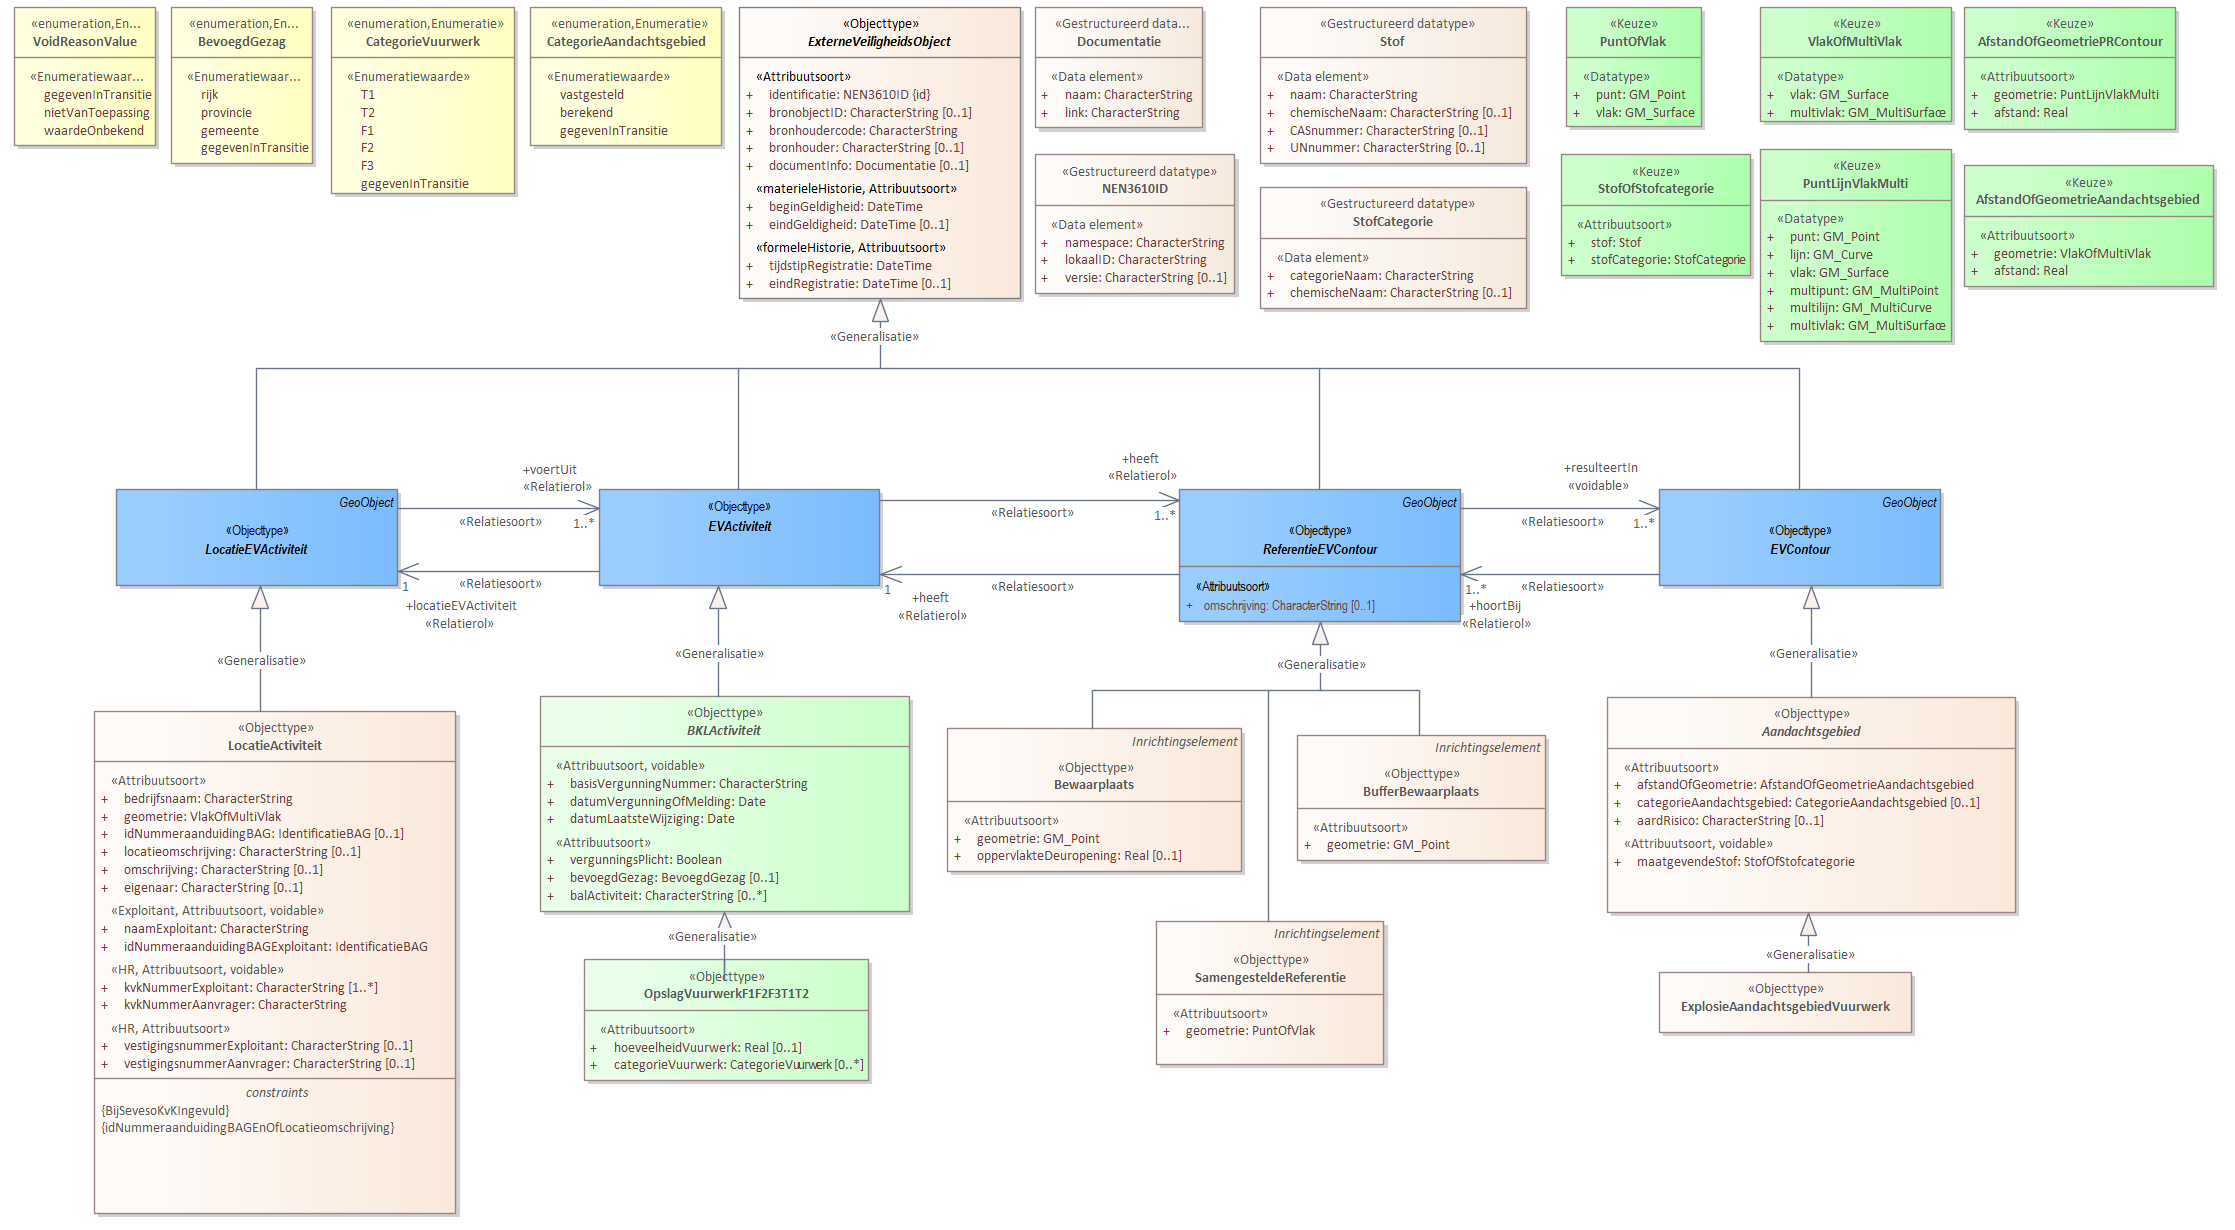 «enumeration,En...
VoidReasonValue
«Enumeratiewaar...
gegevenInTransitie
nietVanToepassing
waardeOnbekend
«enumeration,En...
BevoegdGezag
«Enumeratiewaar...
rijk
provincie
gemeente
gegevenInTransitie
«enumeration,Enumeratie»
CategorieVuurwerk
«Enumeratiewaarde»
T1
T2
F1
F2
F3
gegevenInTransitie
«enumeration,Enumeratie»
CategorieAandachtsgebied
«Enumeratiewaarde»
vastgesteld
berekend
gegevenInTransitie
«Objecttype»
ExterneVeiligheidsObject
«Attribuutsoort»
+ identificatie: NEN3610ID {id}
+ bronobjectID: CharacterString [0..1]
+ bronhoudercode: CharacterString
+ bronhouder: CharacterString [0..1]
+ documentInfo: Documentatie [0..1]
«materieleHistorie, Attribuutsoort»
+ beginGeldigheid: DateTime
+ eindGeldigheid: DateTime [0..1]
«formeleHistorie, Attribuutsoort»
+ tijdstipRegistratie: DateTime
+ eindRegistratie: DateTime [0..1]
«Gestructureerd data...
Documentatie
«Data element»
+ naam: CharacterString
+ link: CharacterString
«Gestructureerd datatype»
NEN3610ID
«Data element»
+ namespace: CharacterString
+ lokaalID: CharacterString
+ versie: CharacterString [0..1]
«Gestructureerd datatype»
Stof
«Data element»
+ naam: CharacterString
+ chemischeNaam: CharacterString [0..1]
+ CASnummer: CharacterString [0..1]
+ UNnummer: CharacterString [0..1]
«Gestructureerd datatype»
StofCategorie
«Data element»
+ categorieNaam: CharacterString
+ chemischeNaam: CharacterString [0..1]
«Keuze»
PuntOfVlak
«Datatype»
+ punt: GM_Point
+ vlak: GM_Surface
«Keuze»
StofOfStofcategorie
«Attribuutsoort»
+ stof: Stof
+ stofCategorie: StofCategorie
«Keuze»
VlakOfMultiVlak
«Datatype»
+ vlak: GM_Surface
+ multivlak: GM_MultiSurface
«Keuze»
PuntLijnVlakMulti
«Datatype»
+ punt: GM_Point
+ lijn: GM_Curve
+ vlak: GM_Surface
+ multipunt: GM_MultiPoint
+ multilijn: GM_MultiCurve
+ multivlak: GM_MultiSurface
«Keuze»
AfstandOfGeometriePRContour
«Attribuutsoort»
+ geometrie: PuntLijnVlakMulti
+ afstand: Real
«Keuze»
AfstandOfGeometrieAandachtsgebied
«Attribuutsoort»
+ geometrie: VlakOfMultiVlak
+ afstand: Real
«Generalisatie»
GeoObject
«Objecttype»
LocatieEVActiviteit
+voertUit
«Relatierol»
«Relatiesoort»
1..*
«Relatiesoort»
1
+locatieEVActiviteit
«Relatierol»
«Objecttype»
EVActiviteit
+heeft
«Relatierol»
«Relatiesoort»
1..*
«Relatiesoort»
1
+heeft
«Relatierol»
GeoObject
«Objecttype»
ReferentieEVContour
«Attribuutsoort»
+ omschrijving: CharacterString [0..1]
+resulteertIn
«voidable»
«Relatiesoort»
1..*
«Relatiesoort»
1..*
+hoortBij
«Relatierol»
GeoObject
«Objecttype»
EVContour
«Generalisatie»
«Generalisatie»
«Generalisatie»
«Generalisatie»
«Objecttype»
LocatieActiviteit
«Attribuutsoort»
+ bedrijfsnaam: CharacterString
+ geometrie: VlakOfMultiVlak
+ idNummeraanduidingBAG: IdentificatieBAG [0..1]
+ locatieomschrijving: CharacterString [0..1]
+ omschrijving: CharacterString [0..1]
+ eigenaar: CharacterString [0..1]
«Exploitant, Attribuutsoort, voidable»
+ naamExploitant: CharacterString
+ idNummeraanduidingBAGExploitant: IdentificatieBAG
«HR, Attribuutsoort, voidable»
+ kvkNummerExploitant: CharacterString [1..*]
+ kvkNummerAanvrager: CharacterString
«HR, Attribuutsoort»
+ vestigingsnummerExploitant: CharacterString [0..1]
+ vestigingsnummerAanvrager: CharacterString [0..1]
constraints
{BijSevesoKvKIngevuld}
{idNummeraanduidingBAGEnOfLocatieomschrijving}
«Objecttype»
BKLActiviteit
«Attribuutsoort, voidable»
+ basisVergunningNummer: CharacterString
+ datumVergunningOfMelding: Date
+ datumLaatsteWijziging: Date
«Attribuutsoort»
+ vergunningsPlicht: Boolean
+ bevoegdGezag: BevoegdGezag [0..1]
+ balActiviteit: CharacterString [0..*]
«Generalisatie»
«Objecttype»
OpslagVuurwerkF1F2F3T1T2
«Attribuutsoort»
+ hoeveelheidVuurwerk: Real [0..1]
+ categorieVuurwerk: CategorieVuurwerk [0..*]
Inrichtingselement
«Objecttype»
Bewaarplaats
«Attribuutsoort»
+ geometrie: GM_Point
+ oppervlakteDeuropening: Real [0..1]
Inrichtingselement
«Objecttype»
BufferBewaarplaats
«Attribuutsoort»
+ geometrie: GM_Point
Inrichtingselement
«Objecttype»
SamengesteldeReferentie
«Attribuutsoort»
+ geometrie: PuntOfVlak
«Objecttype»
Aandachtsgebied
«Attribuutsoort»
+ afstandOfGeometrie: AfstandOfGeometrieAandachtsgebied
+ categorieAandachtsgebied: CategorieAandachtsgebied [0..1]
+ aardRisico: CharacterString [0..1]
«Attribuutsoort, voidable»
+ maatgevendeStof: StofOfStofcategorie
«Generalisatie»
«Objecttype»
ExplosieAandachtsgebiedVuurwerk